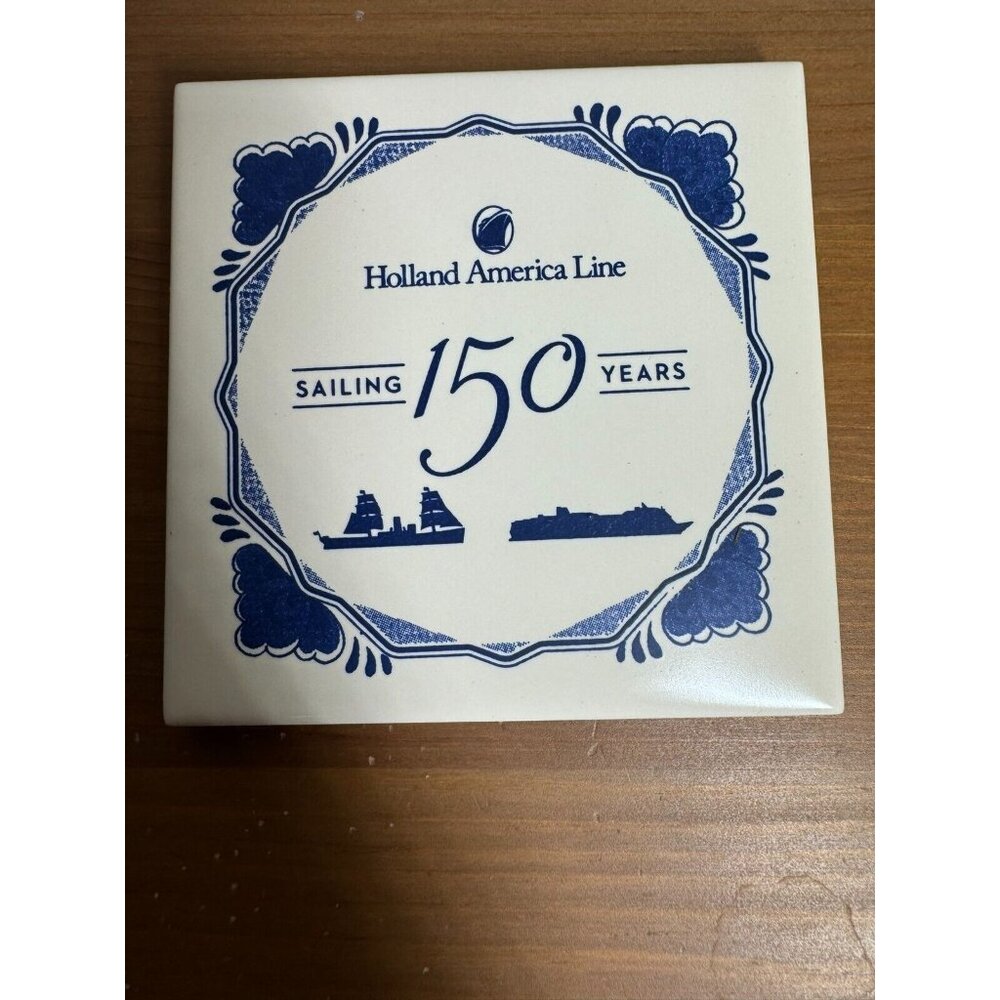 Holland America Line
SAILING 150 YEARS